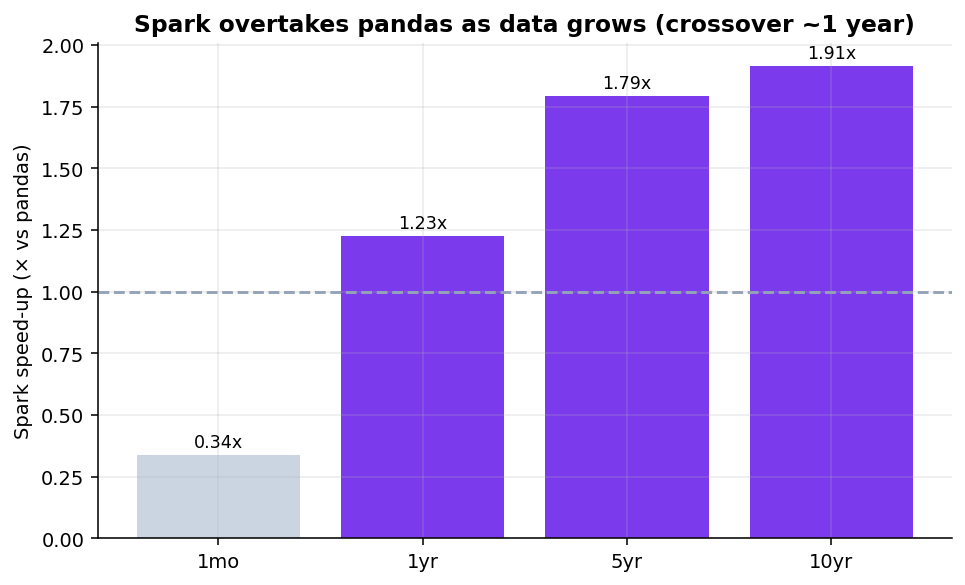 Spark overtakes pandas as data grows (crossover ~1 year)
Spark speed-up (× vs pandas)
2.00
1.75
1.50
1.25
1.00
0.75
0.50
0.25
0.00
0.34x
1.23x
1.79x
1.91x
1mo
1yr
5yr
10yr